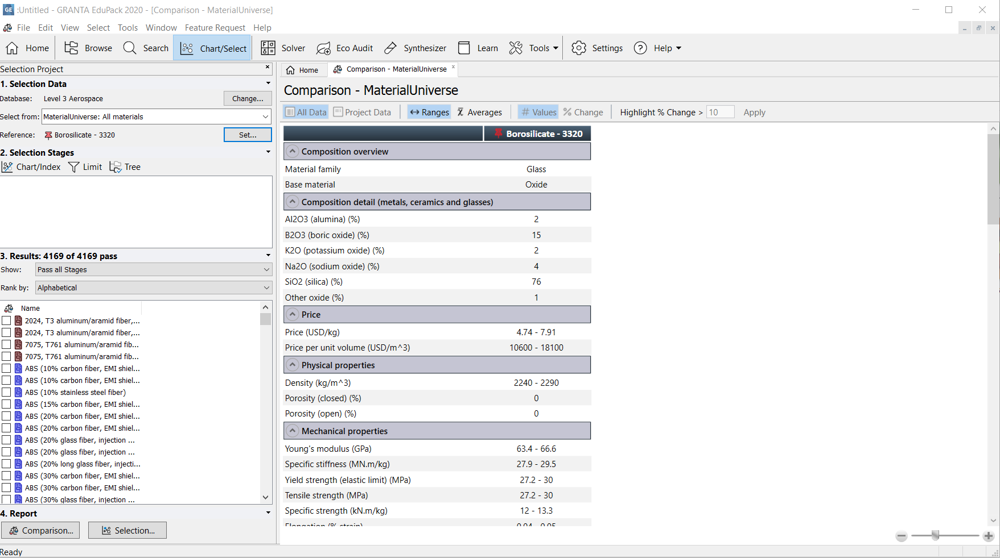 GE :Untitled - GRANTA EduPack 2020 - [Comparison - MaterialUniverse]
File Edit View Select Tools Window Feature Request Help
Home Browse Search Chart/Select Solver Eco Audit Synthesizer Learn Tools Settings Help
Selection Project
1. Selection Data
Database: Level 3 Aerospace Change...
Select from: MaterialUniverse: All materials
Reference: Borosilicate - 3320 Set...
2. Selection Stages
Chart/Index Limit Tree
3. Results: 4169 of 4169 pass
Show: Pass all Stages
Rank by: Alphabetical
Name
2024, T3 aluminum/aramid fiber,...
2024, T3 aluminum/aramid fiber,...
7075, T761 aluminum/aramid fib...
7075, T761 aluminum/aramid fib...
ABS (10% carbon fiber, EMI shiel...
ABS (10% carbon fiber, EMI shiel...
ABS (10% stainless steel fiber)
ABS (15% carbon fiber, EMI shiel...
ABS (20% carbon fiber, EMI shiel...
ABS (20% carbon fiber, EMI shiel...
ABS (20% glass fiber, injection ...
ABS (20% glass fiber, injection ...
ABS (20% long glass fiber, injecti...
ABS (30% carbon fiber, EMI shiel...
ABS (30% carbon fiber, EMI shiel...
ABS (30% glass fiber, injection ...
4. Report
Comparison... Selection...
Ready
Home Comparison - MaterialUniverse
Comparison - MaterialUniverse
All Data Project Data Ranges Averages # Values % Change Highlight % Change > 10 Apply
Borosilicate - 3320
Composition overview
Material family Glass
Base material Oxide
Composition detail (metals, ceramics and glasses)
Al2O3 (alumina) (%) 2
B2O3 (boric oxide) (%) 15
K2O (potassium oxide) (%) 2
Na2O (sodium oxide) (%) 4
SiO2 (silica) (%) 76
Other oxide (%) 1
Price
Price (USD/kg) 4.74 - 7.91
Price per unit volume (USD/m^3) 10600 - 18100
Physical properties
Density (kg/m^3) 2240 - 2290
Porosity (closed) (%) 0
Porosity (open) (%) 0
Mechanical properties
Young's modulus (GPa) 63.4 - 66.6
Specific stiffness (MN.m/kg) 27.9 - 29.5
Yield strength (elastic limit) (MPa) 27.2 - 30
Tensile strength (MPa) 27.2 - 30
Specific strength (kN.m/kg) 12 - 13.3
Elongation (% strain) 0.04 - 0.05